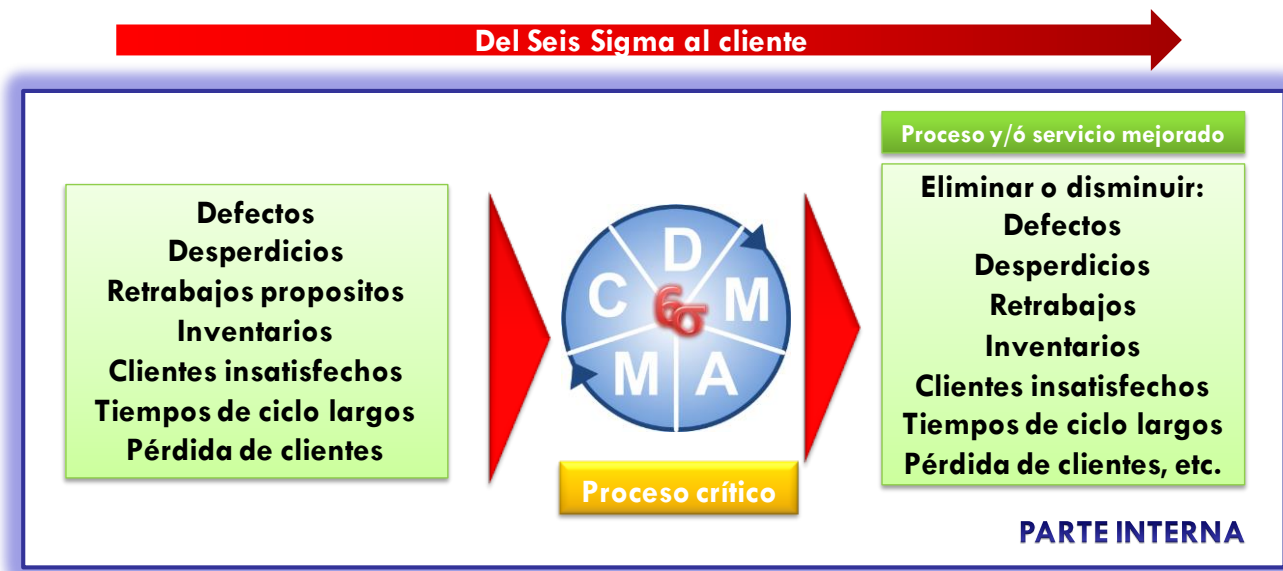 Del Seis Sigma al cliente
Defectos
Desperdicios
Retrabajos propositos
Inventarios
Clientes insatisfechos
Tiempos de ciclo largos
Pérdida de clientes
D
M
A
M
C
6σ
Proceso crítico
Proceso y/ó servicio mejorado
Eliminar o disminuir:
Defectos
Desperdicios
Retrabajos
Inventarios
Clientes insatisfechos
Tiempos de ciclo largos
Pérdida de clientes, etc.
PARTE INTERNA